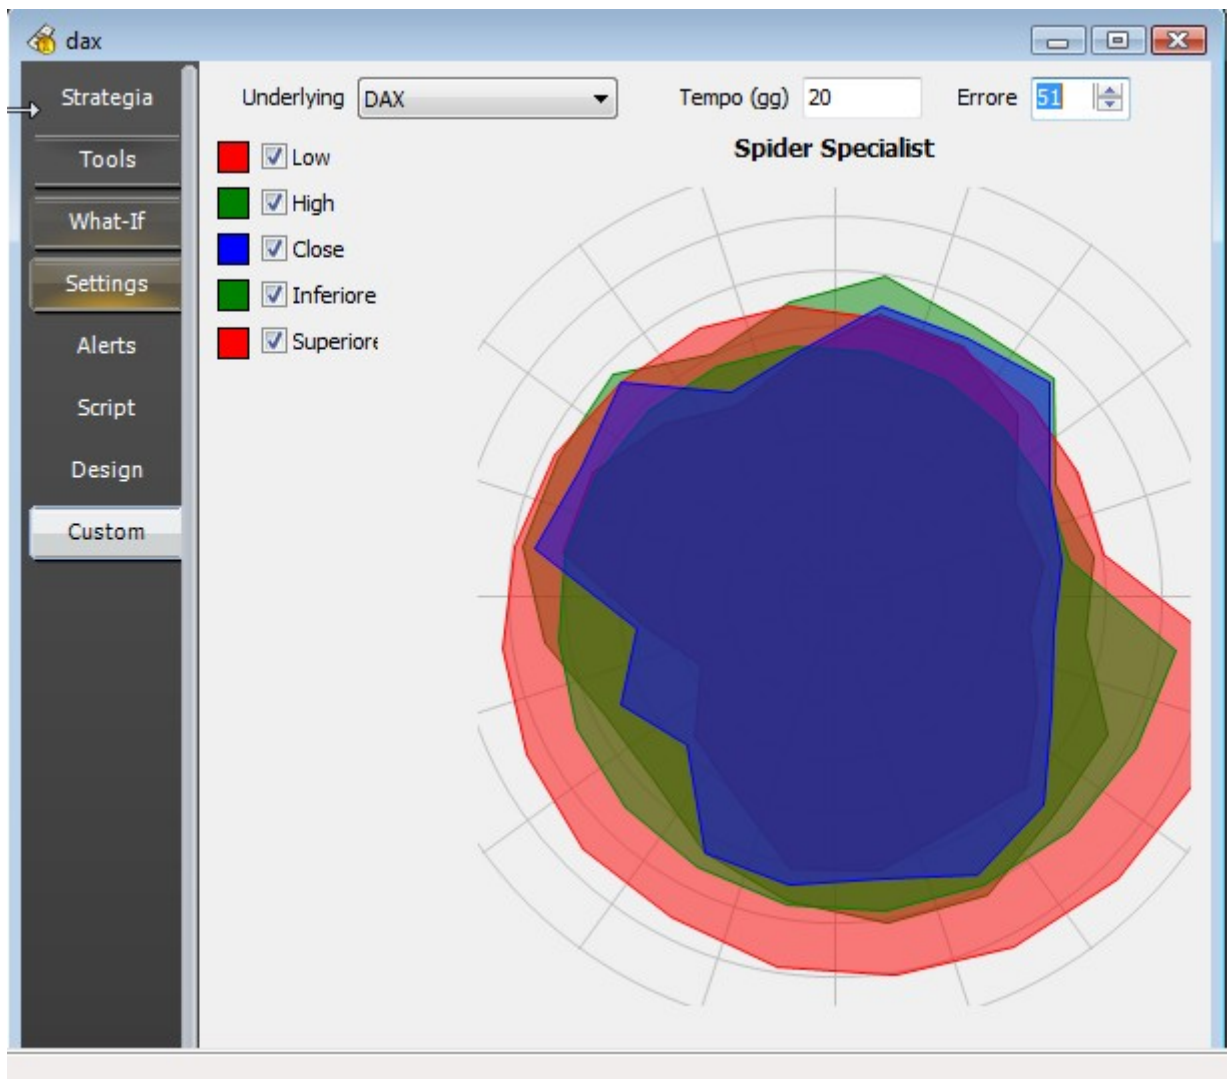 dax
Strategia
Tools
What-If
Settings
Alerts
Script
Design
Custom
Underlying DAX Tempo (gg) 20 Errore 51
Spider Specialist
Low
High
Close
Inferiore
Superiore